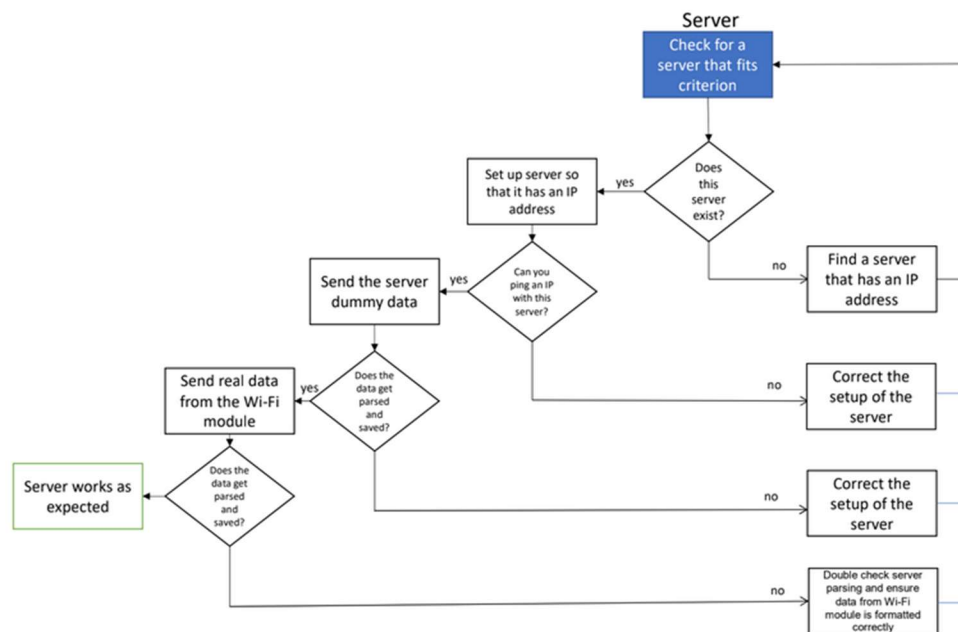 Server
Check for a
server that fits
criterion
Does
this
server
exist?
yes
Set up server so
that it has an IP
address
no
Find a server
that has an IP
address
Can you
ping an IP
with this
server?
yes
Send the server
dummy data
no
Correct the
setup of the
server
Does the
data get
parsed
and
saved?
yes
Send real data
from the Wi-Fi
module
no
Correct the
setup of the
server
Does the
data get
parsed
and
saved?
Server works as
expected
no
Double check server
parsing and ensure
data from Wi-Fi
module is formatted
correctly